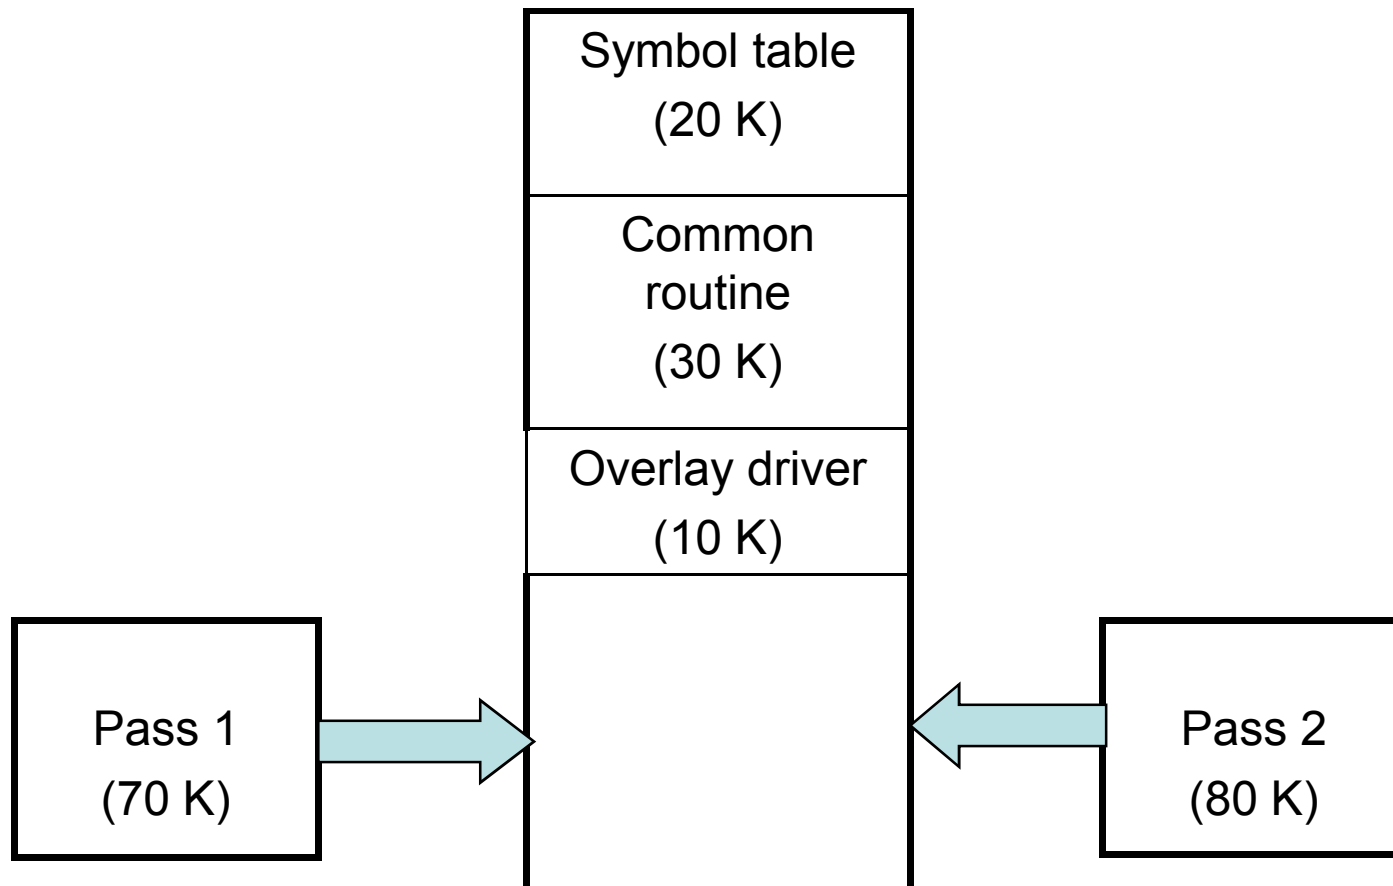 Symbol table
(20 K)
Common
routine
(30 K)
Overlay driver
(10 K)
Pass 1
(70 K)
Pass 2
(80 K)